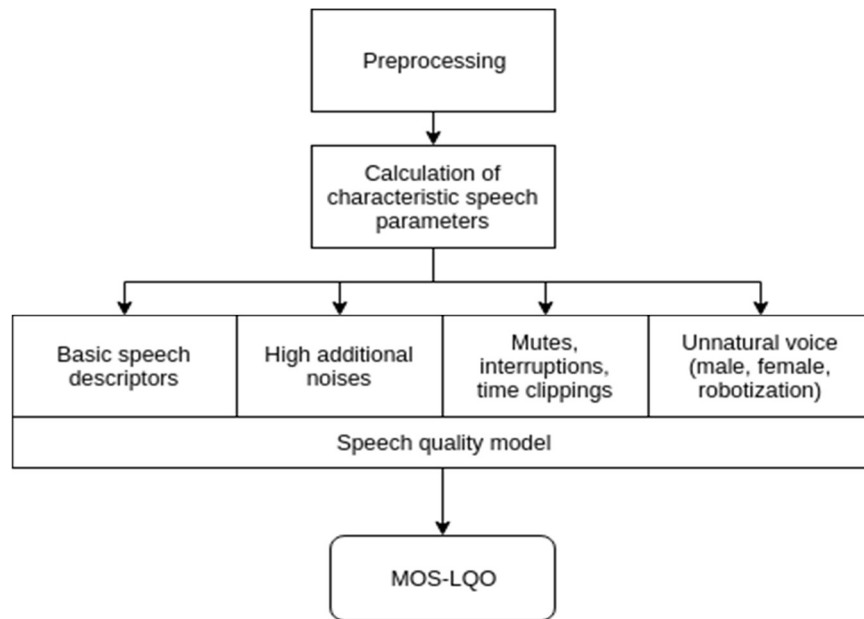 Preprocessing
Calculation of
characteristic speech
parameters
Basic speech
descriptors
High additional
noises
Mutes,
interruptions,
time clippings
Unnatural voice
(male, female,
robotization)
Speech quality model
MOS-LQO